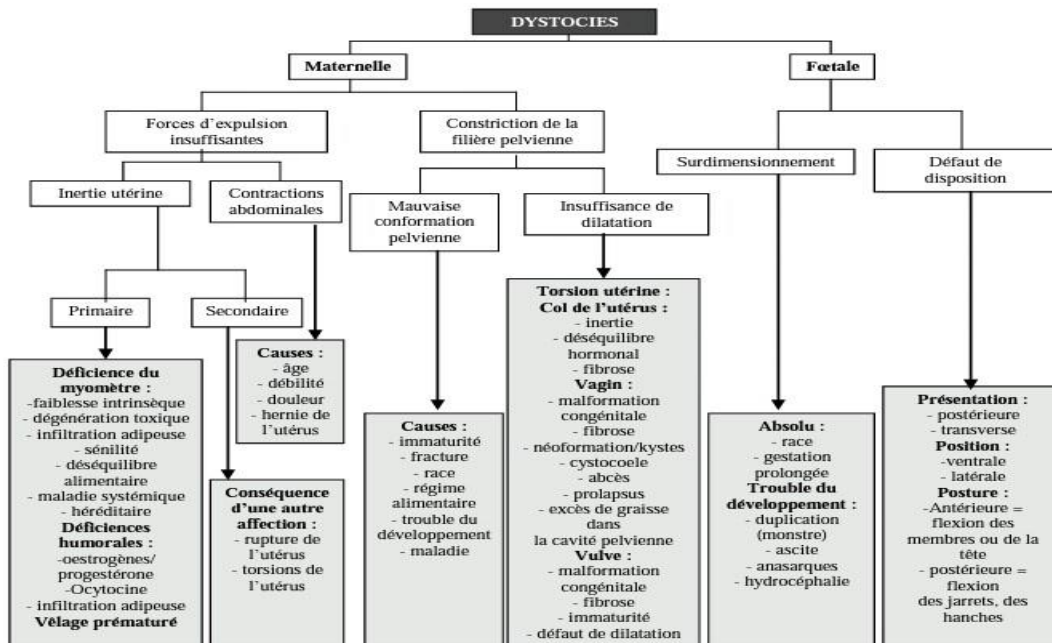 DYSTOCIES
Maternelle
Fœtale
Forces d'expulsion
insuffisantes
Constriction de la
filière pelvienne
Surdimensionnement
Défaut de
disposition
Inertie utérine
Contractions
abdominales
Mauvaise
conformation
pelvienne
Insuffisance de
dilatation
Primaire
Secondaire
Déficience du
myomètre :
-faiblesse intrinsèque
- dégénération toxique
- infiltration adipeuse
- sénilité
- déséquilibre
alimentaire
- maladie systémique
- héréditaire
Déficiences
humorales :
-oestrogènes/
progestérone
-Ocytocine
- infiltration adipeuse
Vêlage prématuré
Conséquence
d'une autre
affection :
- rupture de
l'utérus
- torsions de
l'utérus
Causes :
- âge
- débilité
- douleur
- hernie de
l'utérus
Causes :
- immaturité
- fracture
- race
- régime
alimentaire
- trouble du
développement
- maladie
Torsion utérine :
Col de l'utérus :
- inertie
- déséquilibre
hormonal
- fibrose
Vagin :
- malformation
congénitale
- fibrose
- néoformation/kystes
- cystocoele
- abcès
- prolapsus
- excès de graisse
dans
la cavité pelvienne
Vulve :
- malformation
congénitale
- fibrose
- immaturité
- défaut de dilatation
Absolu :
- race
- gestation
prolongée
Trouble du
développement :
- duplication
(monstre)
- ascite
- anasarques
- hydrocéphalie
Présentation :
- postérieure
- transverse
Position :
-ventrale
- latérale
Posture :
- Antérieure =
flexion des
membres ou de la
tête
- postérieure =
flexion
des jarrets, des
hanches